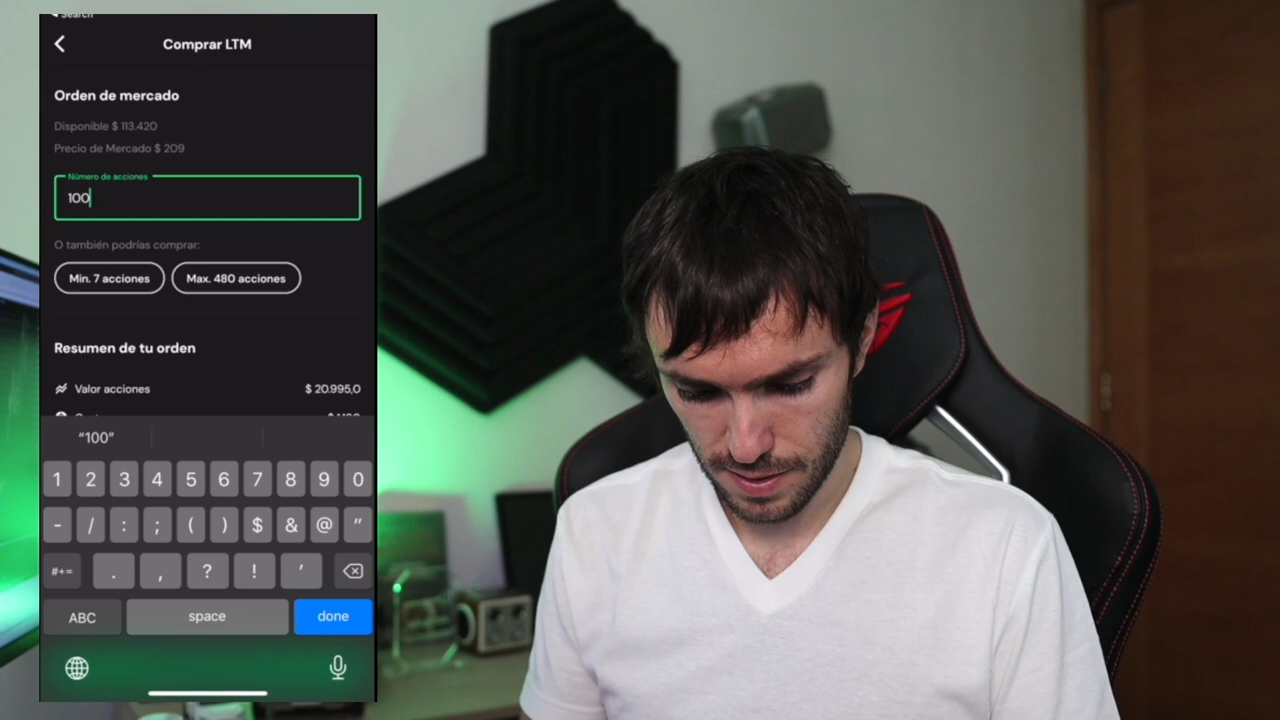 Search
Comprar LTM
Orden de mercado
Disponible $ 113.420
Precio de Mercado $ 209
Número de acciones
100
O también podrías comprar:
Min. 7 acciones Max. 480 acciones
Resumen de tu orden
Valor acciones $ 20.995,0
"100"
1 2 3 4 5 6 7 8 9 0
- / : ; ( ) $ & @ "
#+= . , ? ! '
ABC space done